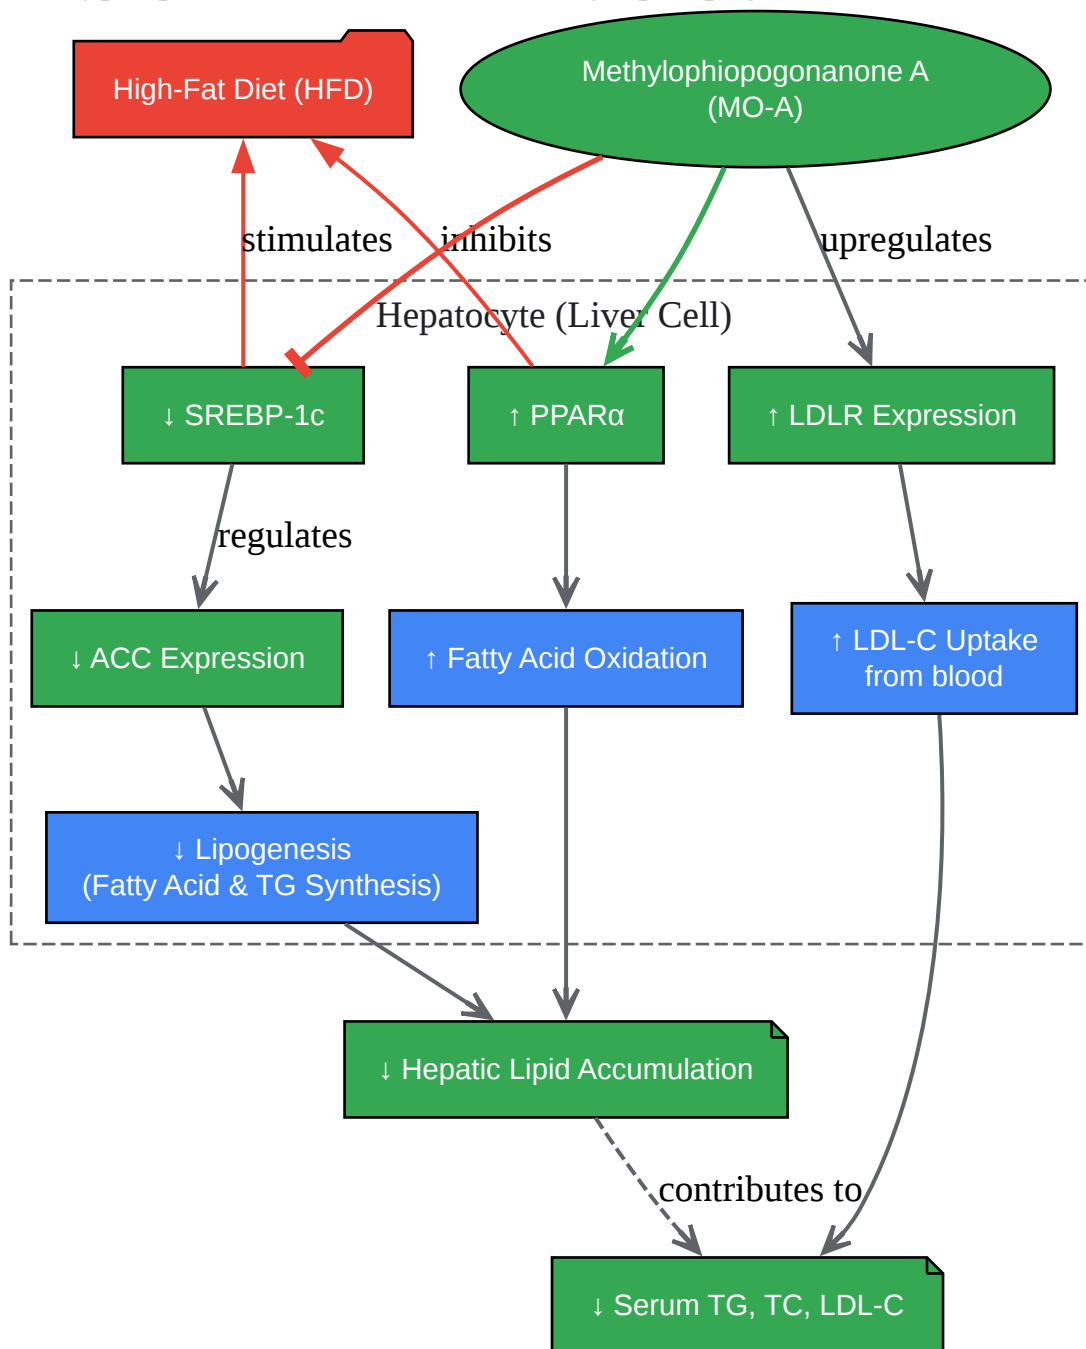 High-Fat Diet (HFD)
Methylophiopogonanone A
(MO-A)
stimulates
inhibits
upregulates
Hepatocyte (Liver Cell)
↓ SREBP-1c
↑ PPARα
↑ LDLR Expression
regulates
↓ ACC Expression
↑ Fatty Acid Oxidation
↑ LDL-C Uptake
from blood
↓ Lipogenesis
(Fatty Acid & TG Synthesis)
↓ Hepatic Lipid Accumulation
contributes to
↓ Serum TG, TC, LDL-C